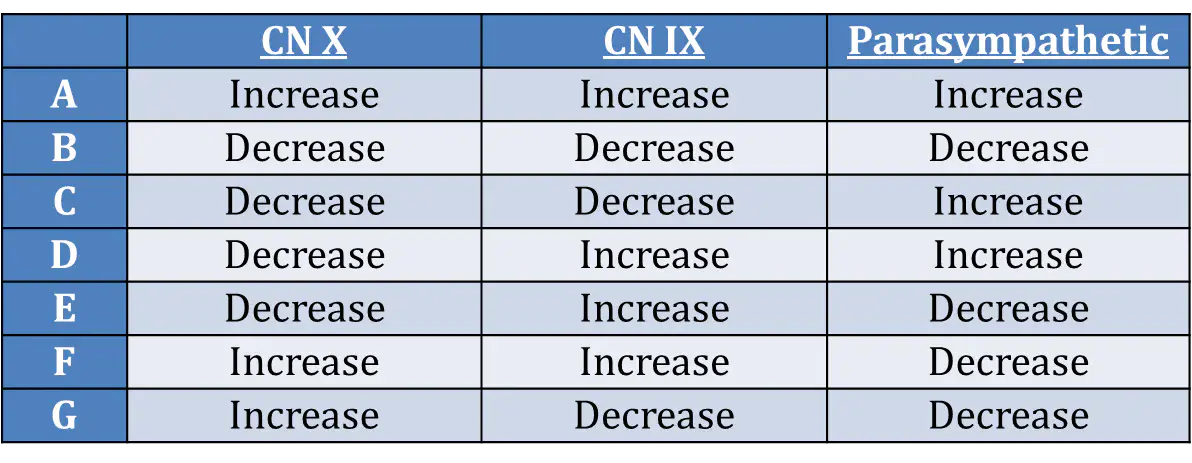 CN X CN IX Parasympathetic
A Increase Increase Increase
B Decrease Decrease Decrease
C Decrease Decrease Increase
D Decrease Increase Increase
E Decrease Increase Decrease
F Increase Increase Decrease
G Increase Decrease Decrease